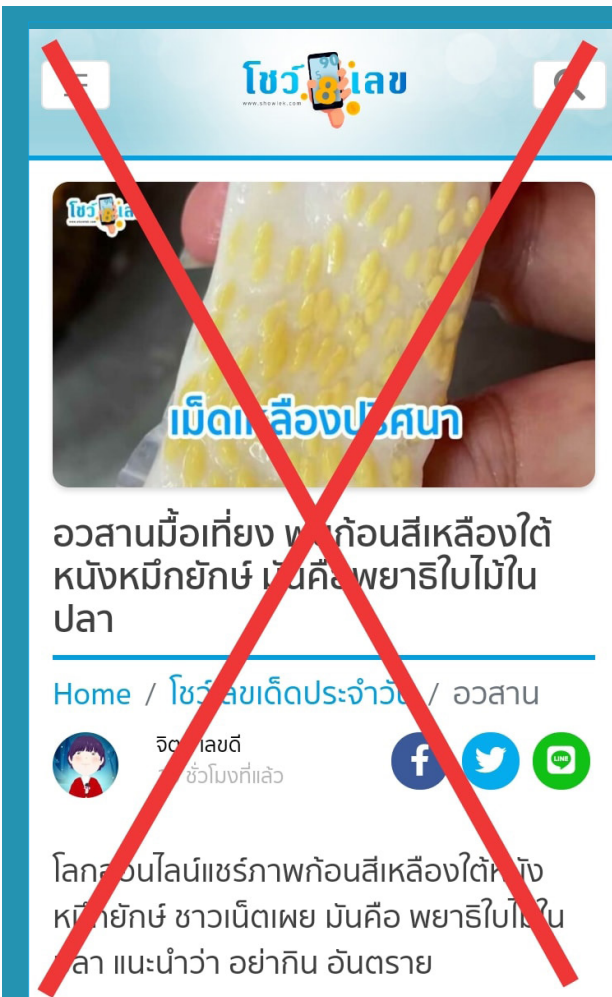 โชว์เลข
www.showlek.com
โชว์เลข
เม็ดเหลืองปริศนา
อวสานมื้อเที่ยง พบก้อนสีเหลืองใต้
หนังหมึกยักษ์ มันคือพยาธิใบไม้ใน
ปลา
Home / โชว์เลขเด็ดประจำวัน / อวสาน
ชั่วโมงที่แล้ว
LINE
โลกออนไลน์แชร์ภาพก้อนสีเหลืองใต้หนัง
หมึกยักษ์ ชาวเน็ตเผย มันคือ พยาธิใบไม้ใน
ปลา แนะนำว่า อย่ากิน อันตราย